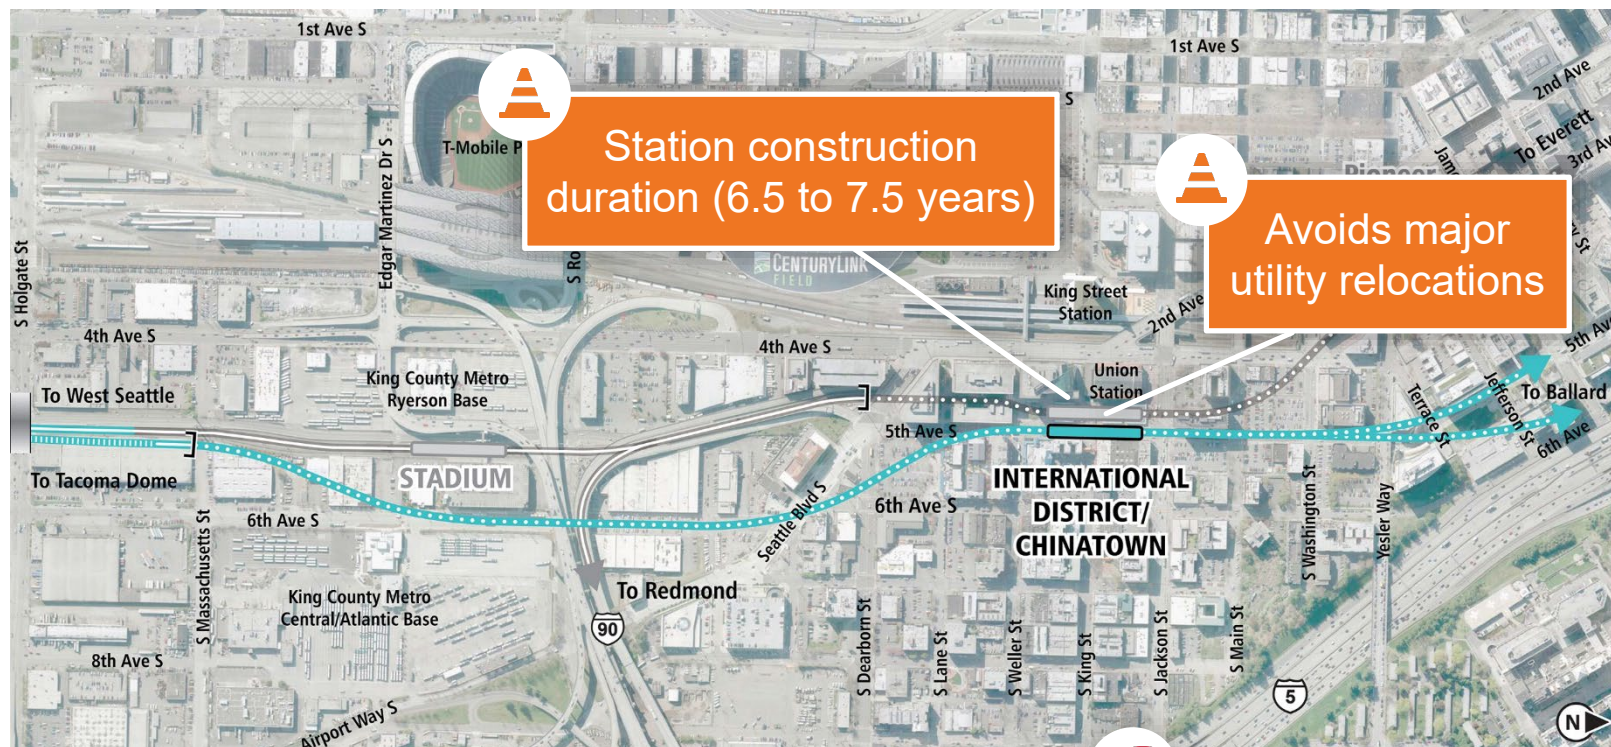 1st Ave S
1st Ave S
2nd Ave
To Everett
3rd Av
S
Station construction
duration (6.5 to 7.5 years)
Avoids major
utility relocations
Pioneer
T-Mobile P
Edgar Martinez Dr S
S Holgate St
S Ro
CENTURYLINK
FIELD
King Street
Station
2nd Ave
5th Av
4th Ave S
4th Ave S
Union
Station
King County Metro
Ryerson Base
To West Seattle
To Ballard
Terrace St
Jefferson St
6th Ave
5th Ave S
STADIUM
To Tacoma Dome
INTERNATIONAL
DISTRICT/
CHINATOWN
6th Ave S
6th Ave S
Seattle Blvd S
S Massachusetts St
S Washington St
Yesler Way
To Redmond
King County Metro
Central/Atlantic Base
90
8th Ave S
S Dearborn St
S Lane St
S Weller St
S King St
S Jackson St
S Main St
Airport Way S
5
N